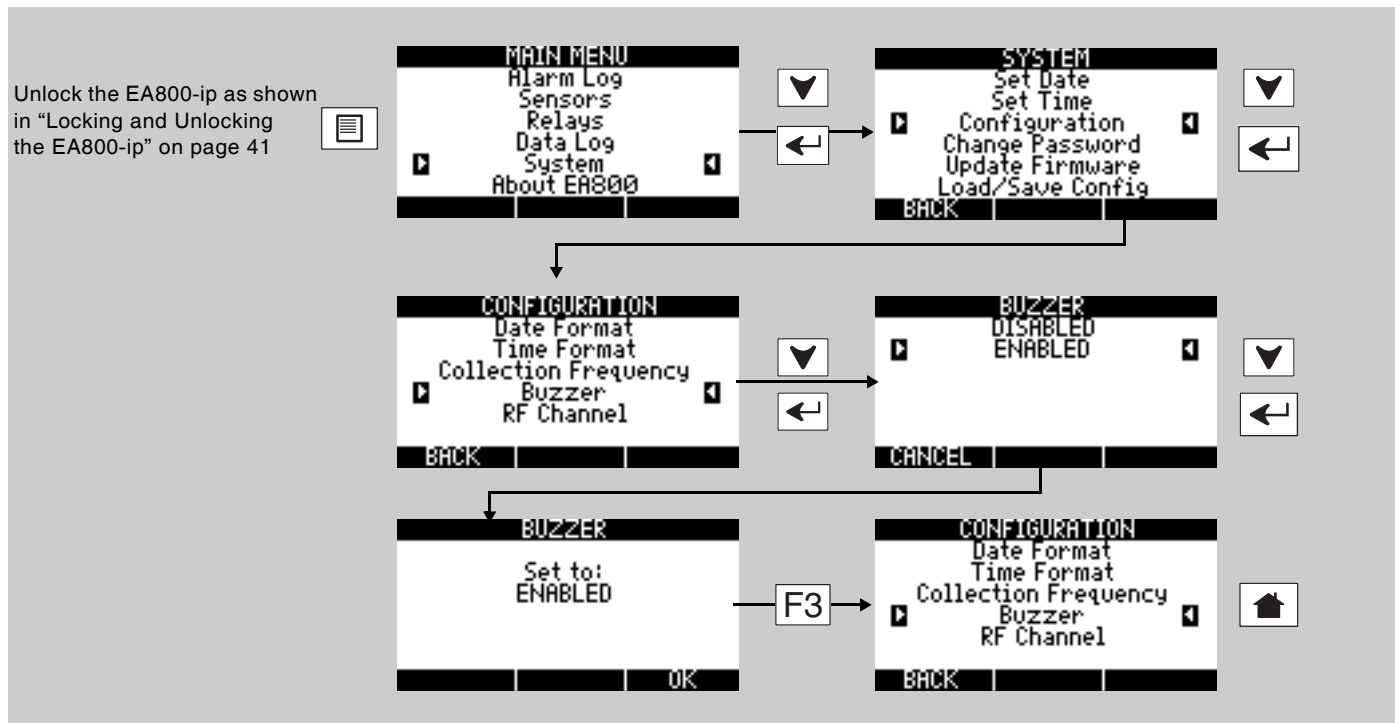 Unlock the EA800-ip as shown
in “Locking and Unlocking
the EA800-ip” on page 41
MAIN MENU
Alarm Log
Sensors
Relays
Data Log
System
About EA800
SYSTEM
Set Date
Set Time
Configuration
Change Password
Update Firmware
Load/Save Config
BACK
CONFIGURATION
Date Format
Time Format
Collection Frequency
Buzzer
RF Channel
BACK
BUZZER
DISABLED
ENABLED
CANCEL
BUZZER
Set to:
ENABLED
OK
F3
CONFIGURATION
Date Format
Time Format
Collection Frequency
Buzzer
RF Channel
BACK